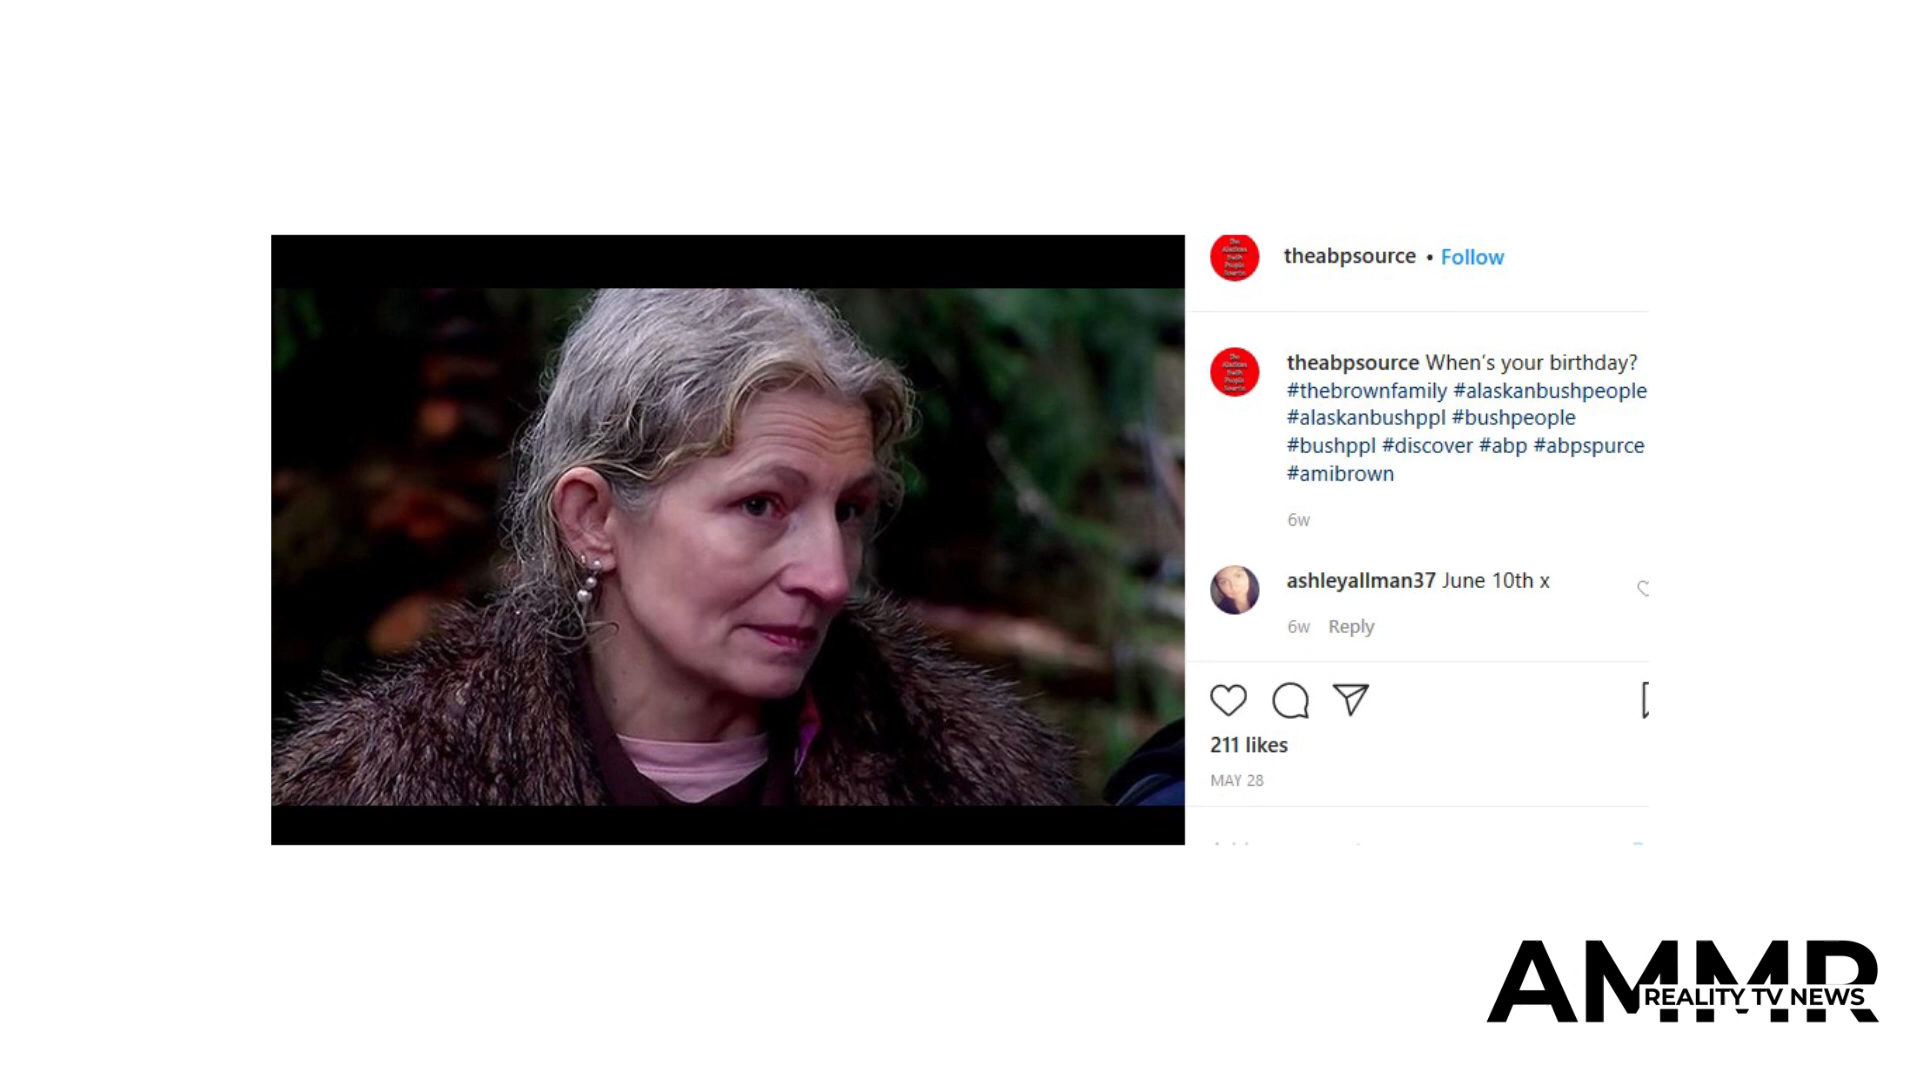 theabpsource • Follow
theabpsource When's your birthday?
#thebrownfamily #alaskanbushpeople
#alaskanbushppl #bushpeople
#bushppl #discover #abp #abpspurce
#amibrown
6w
ashleyallman37 June 10th x
6w Reply
211 likes
MAY 28
AMMR
REALITY TV NEWS